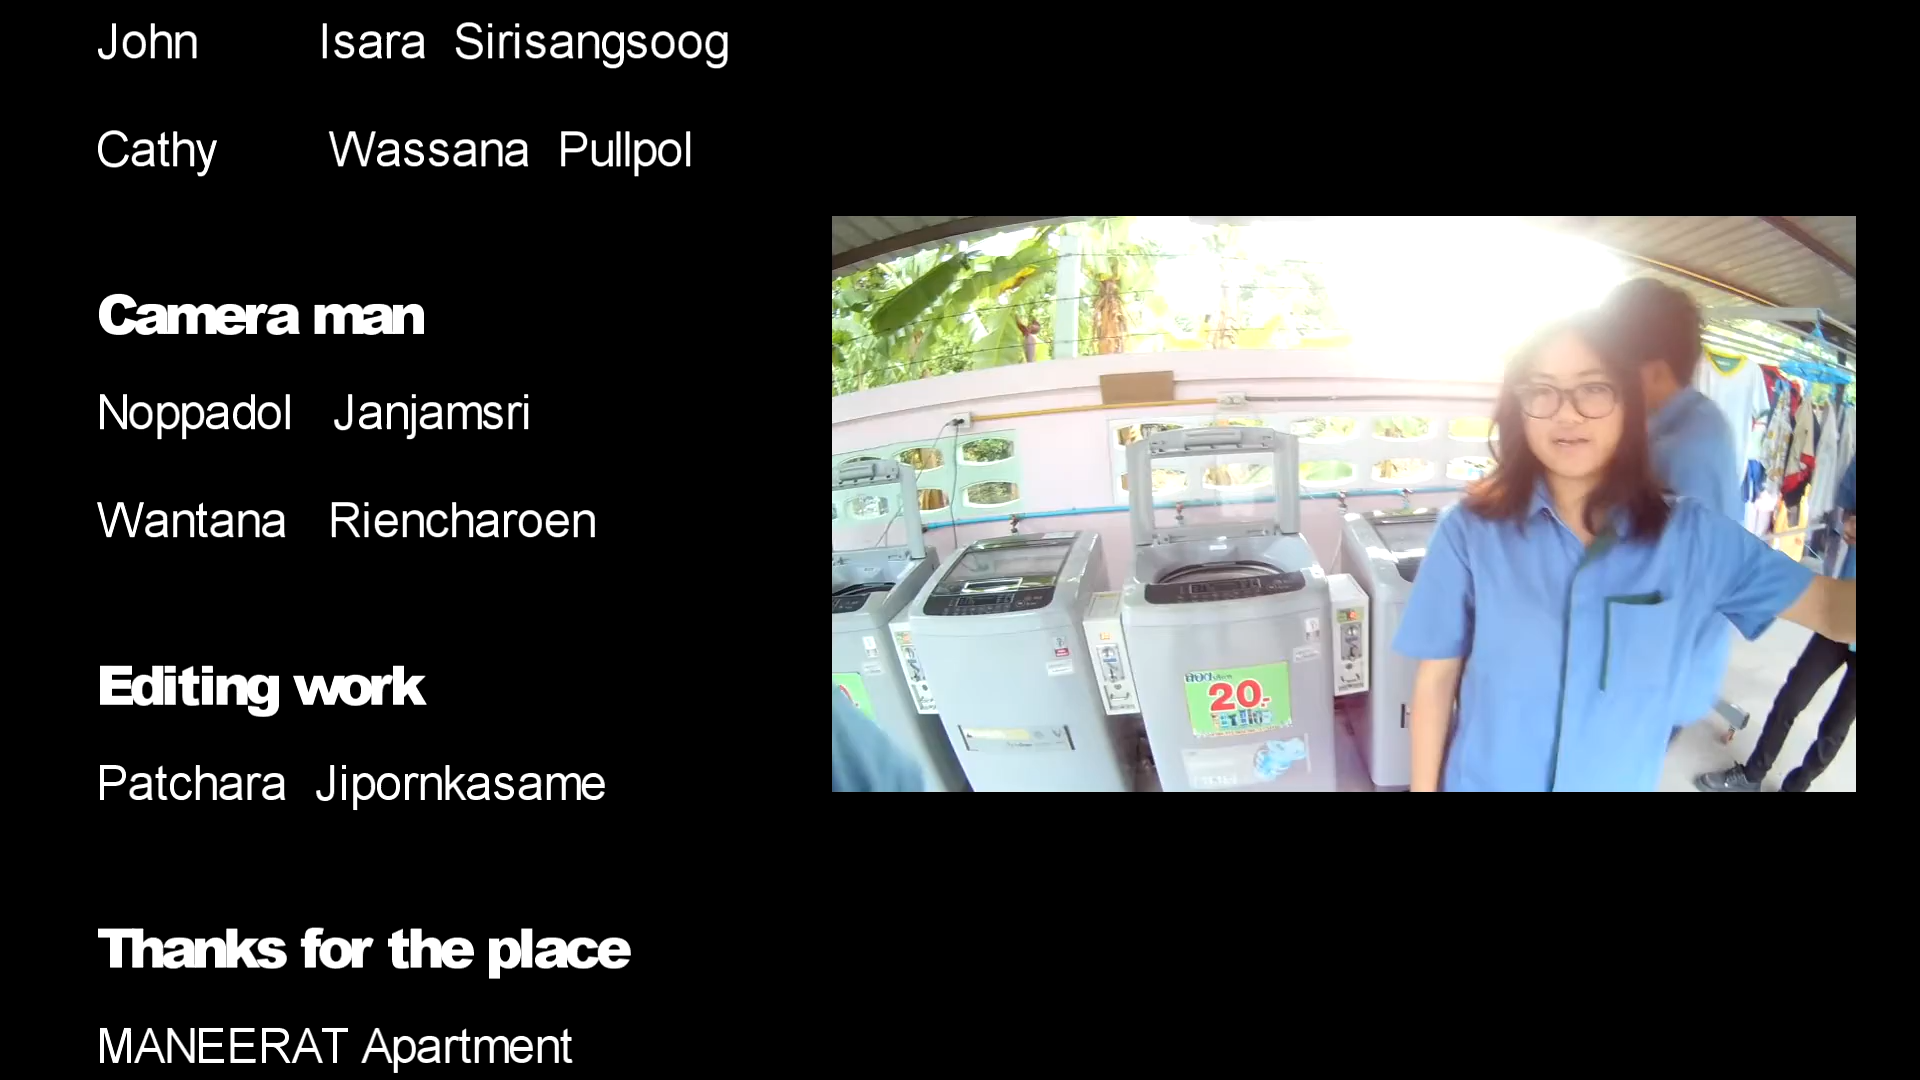 John Isara Sirisangsoog
Cathy Wassana Pullpol
Camera man
Noppadol Janjamsri
Wantana Riencharoen
Editing work
Patchara Jipornkasame
Thanks for the place
MANEERAT Apartment
20.-